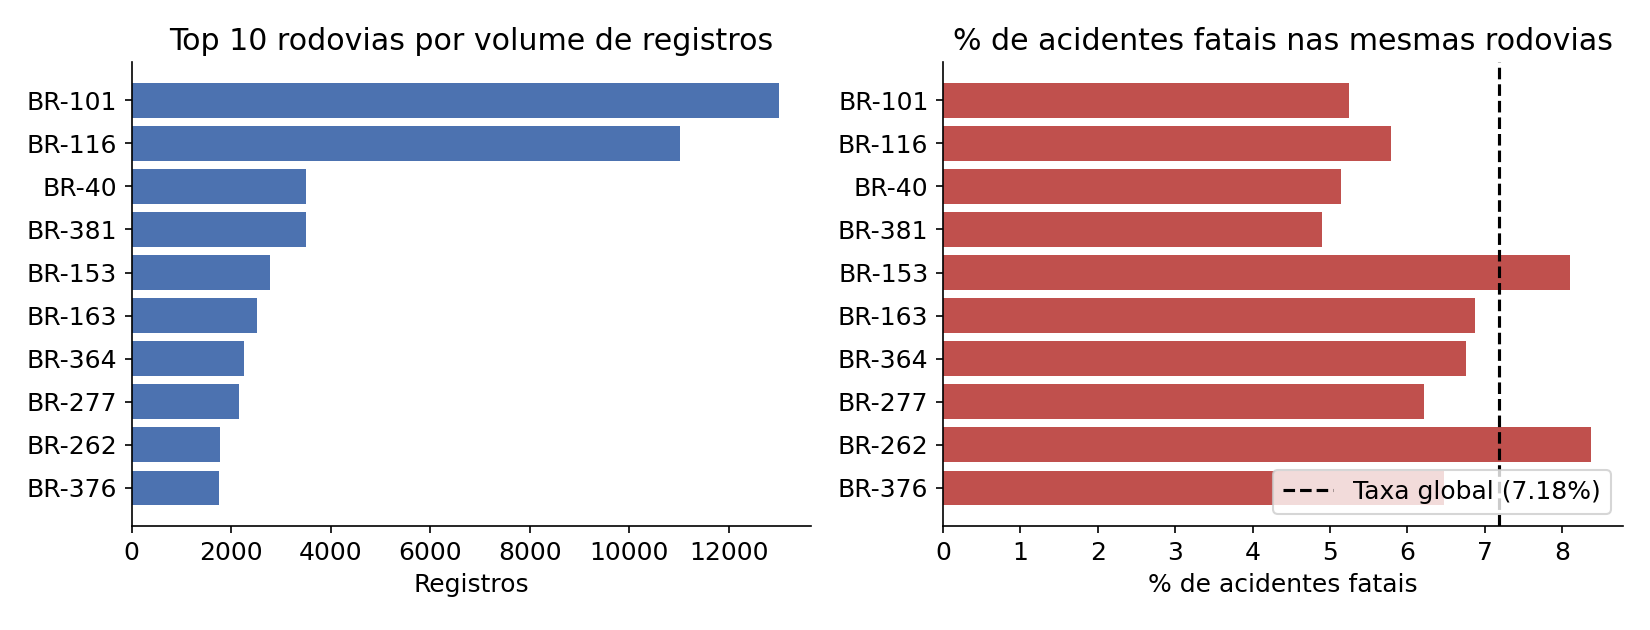 Top 10 rodovias por volume de registros
BR-101
BR-116
BR-40
BR-381
BR-153
BR-163
BR-364
BR-277
BR-262
BR-376
0 2000 4000 6000 8000 10000 12000
Registros
% de acidentes fatais nas mesmas rodovias
BR-101
BR-116
BR-40
BR-381
BR-153
BR-163
BR-364
BR-277
BR-262
BR-376
Taxa global (7.18%)
0 1 2 3 4 5 6 7 8
% de acidentes fatais